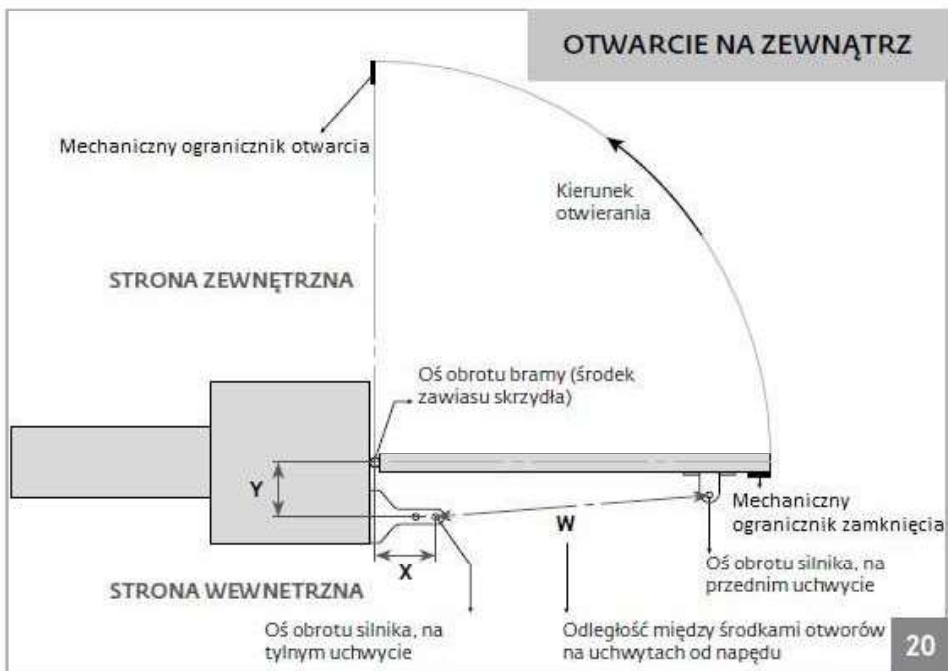 OTWARCIE NA ZEWNĄTRZ
Mechaniczny ogranicznik otwarcia
Kierunek
otwierania
STRONA ZEWNĘTRZNA
Oś obrotu bramy (środek
zawiasu skrzydła)
Y
X
W
Mechaniczny
ogranicznik zamknięcia
STRONA WEWNETRZNA
Oś obrotu silnika, na
przednim uchwycie
Oś obrotu silnika, na
tylnym uchwycie
Odległość między środkami otworów
na uchwytach od napędu
20